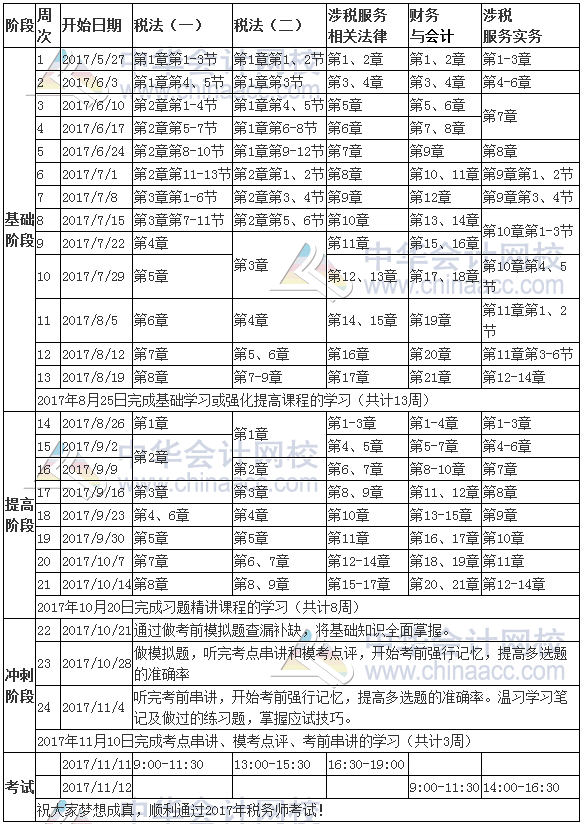 阶段 周次 开始日期 税法（一） 税法（二） 涉税服务相关法律 财务与会计 涉税服务实务
基础阶段
1 2017/5/27 第1章第1-3节 第1章第1、2节 第1、2章 第1、2章 第1-3章
2 2017/6/3 第1章第4、5节 第1章第3节 第3、4章 第3、4章 第4-6章
3 2017/6/10 第2章第1-4节 第1章第4、5节 第5章 第5、6章 第7章
4 2017/6/17 第2章第5-7节 第1章第6-8节 第6章 第7、8章
5 2017/6/24 第2章第8-10节 第1章第9-12节 第7章 第9章 第8章
6 2017/7/1 第2章第11-13节 第2章第1、2节 第8章 第10、11章 第9章第1、2节
7 2017/7/8 第3章第1-6节 第2章第3、4节 第9章 第12章 第9章第3、4节
8 2017/7/15 第3章第7-11节 第2章第5、6节 第10章 第13、14章 第10章第1-3节
9 2017/7/22 第4章 第3章 第11章 第15、16章
10 2017/7/29 第5章 第12、13章 第17、18章 第10章第4、5节
11 2017/8/5 第6章 第4章 第14、15章 第19章 第11章第1、2节
12 2017/8/12 第7章 第5、6章 第16章 第20章 第11章第3-6节
13 2017/8/19 第8章 第7-9章 第17章 第21章 第12-14章
2017年8月25日完成基础学习或强化提高课程的学习（共计13周）
提高阶段
14 2017/8/26 第1章 第1章 第1-3章 第1-4章 第1-3章
15 2017/9/2 第2章 第4、5章 第5-7章 第4-6章
16 2017/9/9 第2章 第6、7章 第8-10章 第7章
17 2017/9/16 第3章 第3章 第8、9章 第11、12章 第8章
18 2017/9/23 第4、6章 第4章 第10章 第13-15章 第9章
19 2017/9/30 第5章 第5章 第11章 第16、17章 第10章
20 2017/10/7 第7章 第6、7章 第12-14章 第18、19章 第11章
21 2017/10/14 第8章 第8、9章 第15-17章 第20、21章 第12-14章
2017年10月20日完成习题精讲课程的学习（共计8周）
冲刺阶段
22 2017/10/21 通过做考前模拟题查漏补缺，将基础知识全面掌握。
23 2017/10/28 做模拟题，听完考点串讲和模考点评，开始考前强行记忆，提高多选题
的准确率
24 2017/11/4 听完考前串讲，开始考前强行记忆，提高多选题的准确率。温习学习笔
记及做过的练习题，掌握应试技巧。
2017年11月10日完成考点串讲、模考点评、考前串讲的学习（共计3周）
考试
2017/11/11 9:00-11:30 13:00-15:30 16:30-19:00
2017/11/12 9:00-11:30 14:00-16:30
祝大家梦想成真，顺利通过2017年税务师考试！
中华会计网校
www.chinaacc.com
中华会计网校
www.chinaacc.com
中华会计网校
www.chinaacc.com
中华会计网校
www.chinaacc.com
中华会计网校